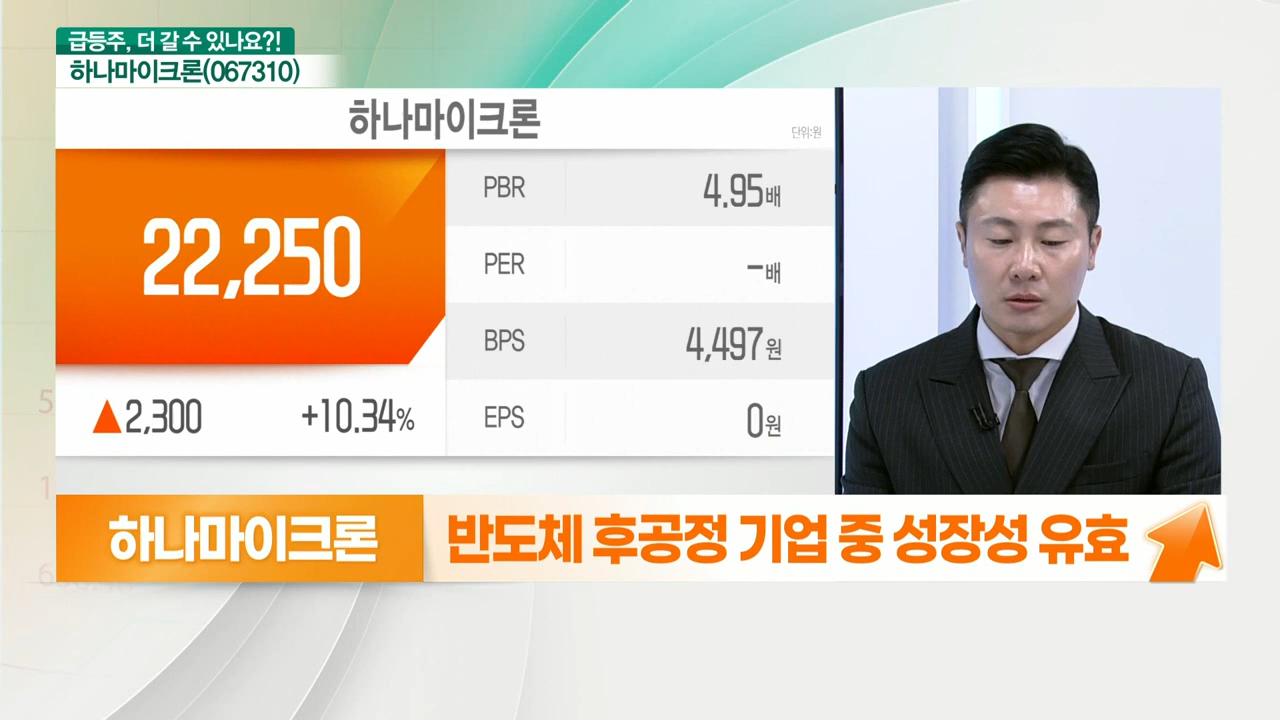 급등주, 더 갈 수 있나요?!
하나마이크론(067310)
하나마이크론
단위:원
22,250
▲2,300 +10.34%
PBR 4.95배
PER -배
BPS 4,497원
EPS 0원
5
1
하나마이크론
반도체 후공정 기업 중 성장성 유효